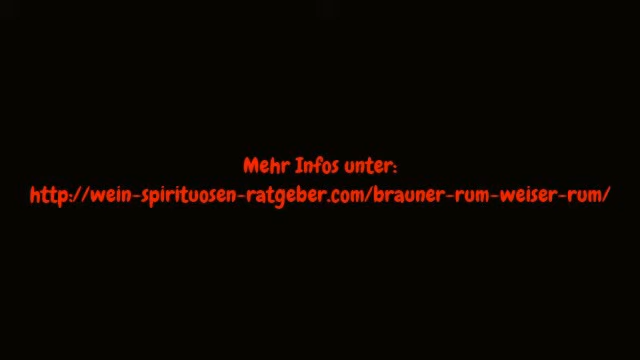 Mehr Infos unter:
http://wein-spirituosen-ratgeber.com/brauner-rum-weiser-rum/